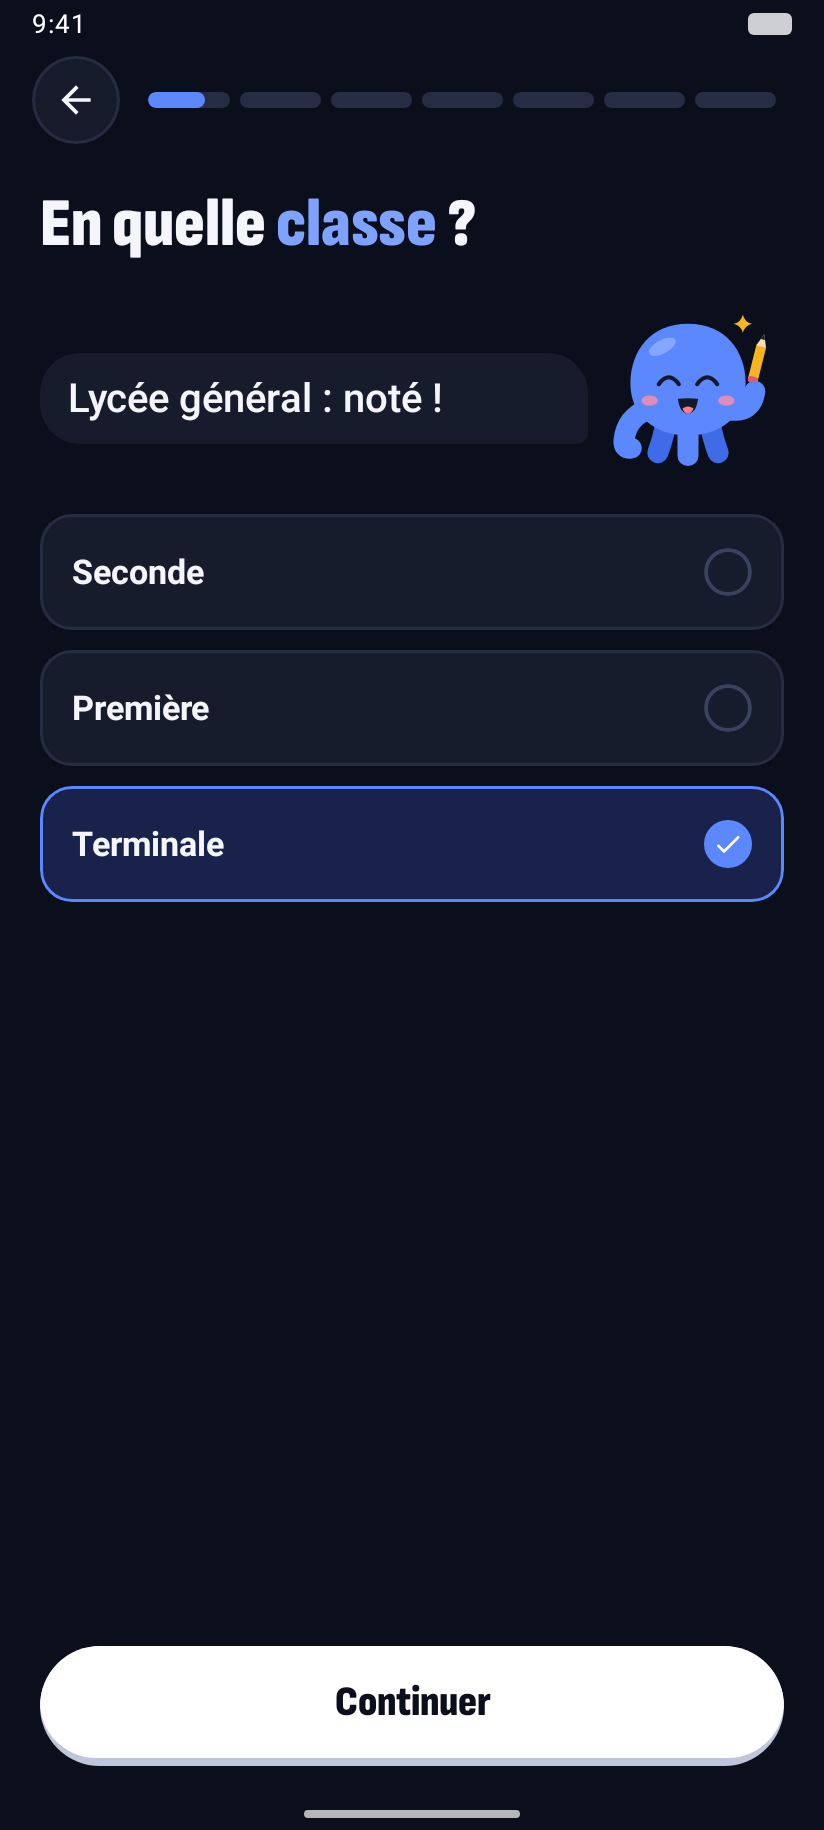 9:41
En quelle classe ?
Lycée général : noté !
Seconde
Première
Terminale
Continuer